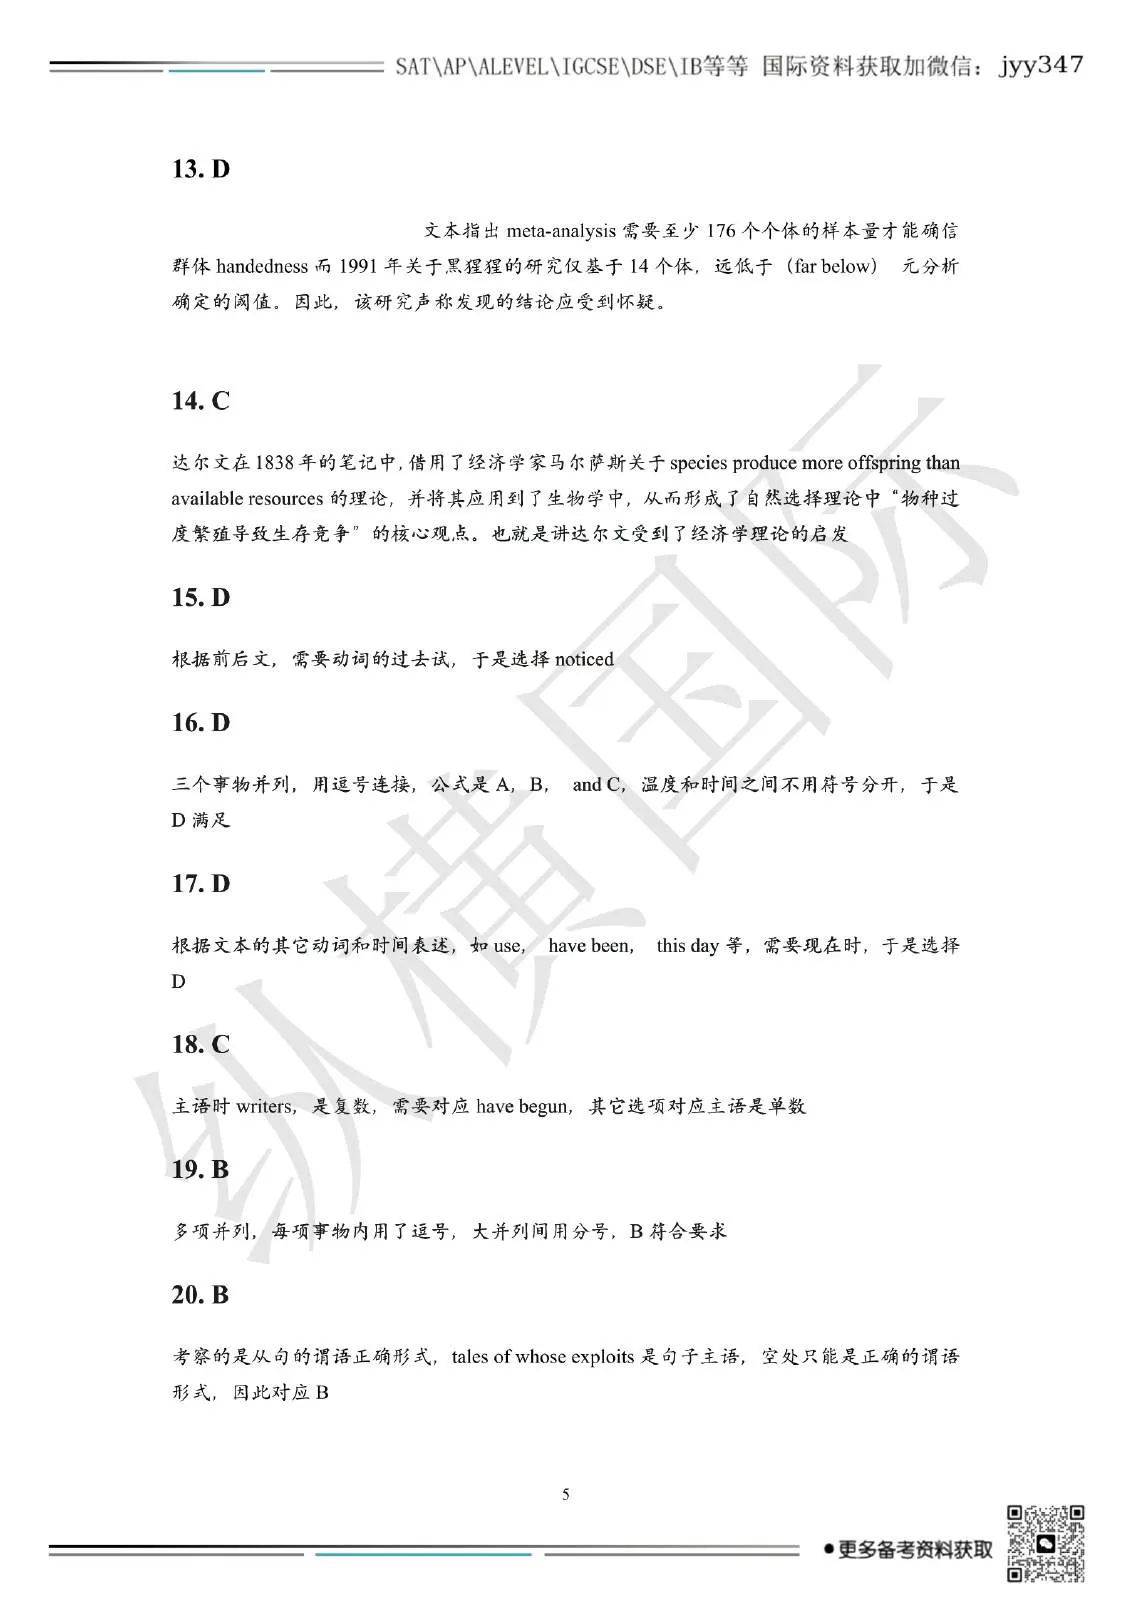 SAT\AP\ALEVEL\IGCSE\DSE\IB等等 国际资料获取加微信： jyy347
13. D
文本指出 meta-analysis 需要至少 176 个个体的样本量才能确信
群体 handedness 而 1991 年关于黑猩猩的研究仅基于 14 个体，远低于（far below） 元分析
确定的阈值。因此，该研究声称发现的结论应受到怀疑。
14. C
达尔文在 1838 年的笔记中，借用了经济学家马尔萨斯关于 species produce more offspring than
available resources 的理论，并将其应用到了生物学中，从而形成了自然选择理论中“物种过
度繁殖导致生存竞争”的核心观点。也就是讲达尔文受到了经济学理论的启发
15. D
根据前后文，需要动词的过去试，于是选择 noticed
16. D
三个事物并列，用逗号连接，公式是 A，B， and C，温度和时间之间不用符号分开，于是
D 满足
17. D
根据文本的其它动词和时间表述，如 use， have been， this day 等，需要现在时，于是选择
D
18. C
主语时 writers，是复数，需要对应 have begun，其它选项对应主语是单数
19. B
多项并列，每项事物内用了逗号，大并列间用分号，B 符合要求
20. B
考察的是从句的谓语正确形式，tales of whose exploits 是句子主语，空处只能是正确的谓语
形式，因此对应 B
纵横国际
5
●更多备考资料获取